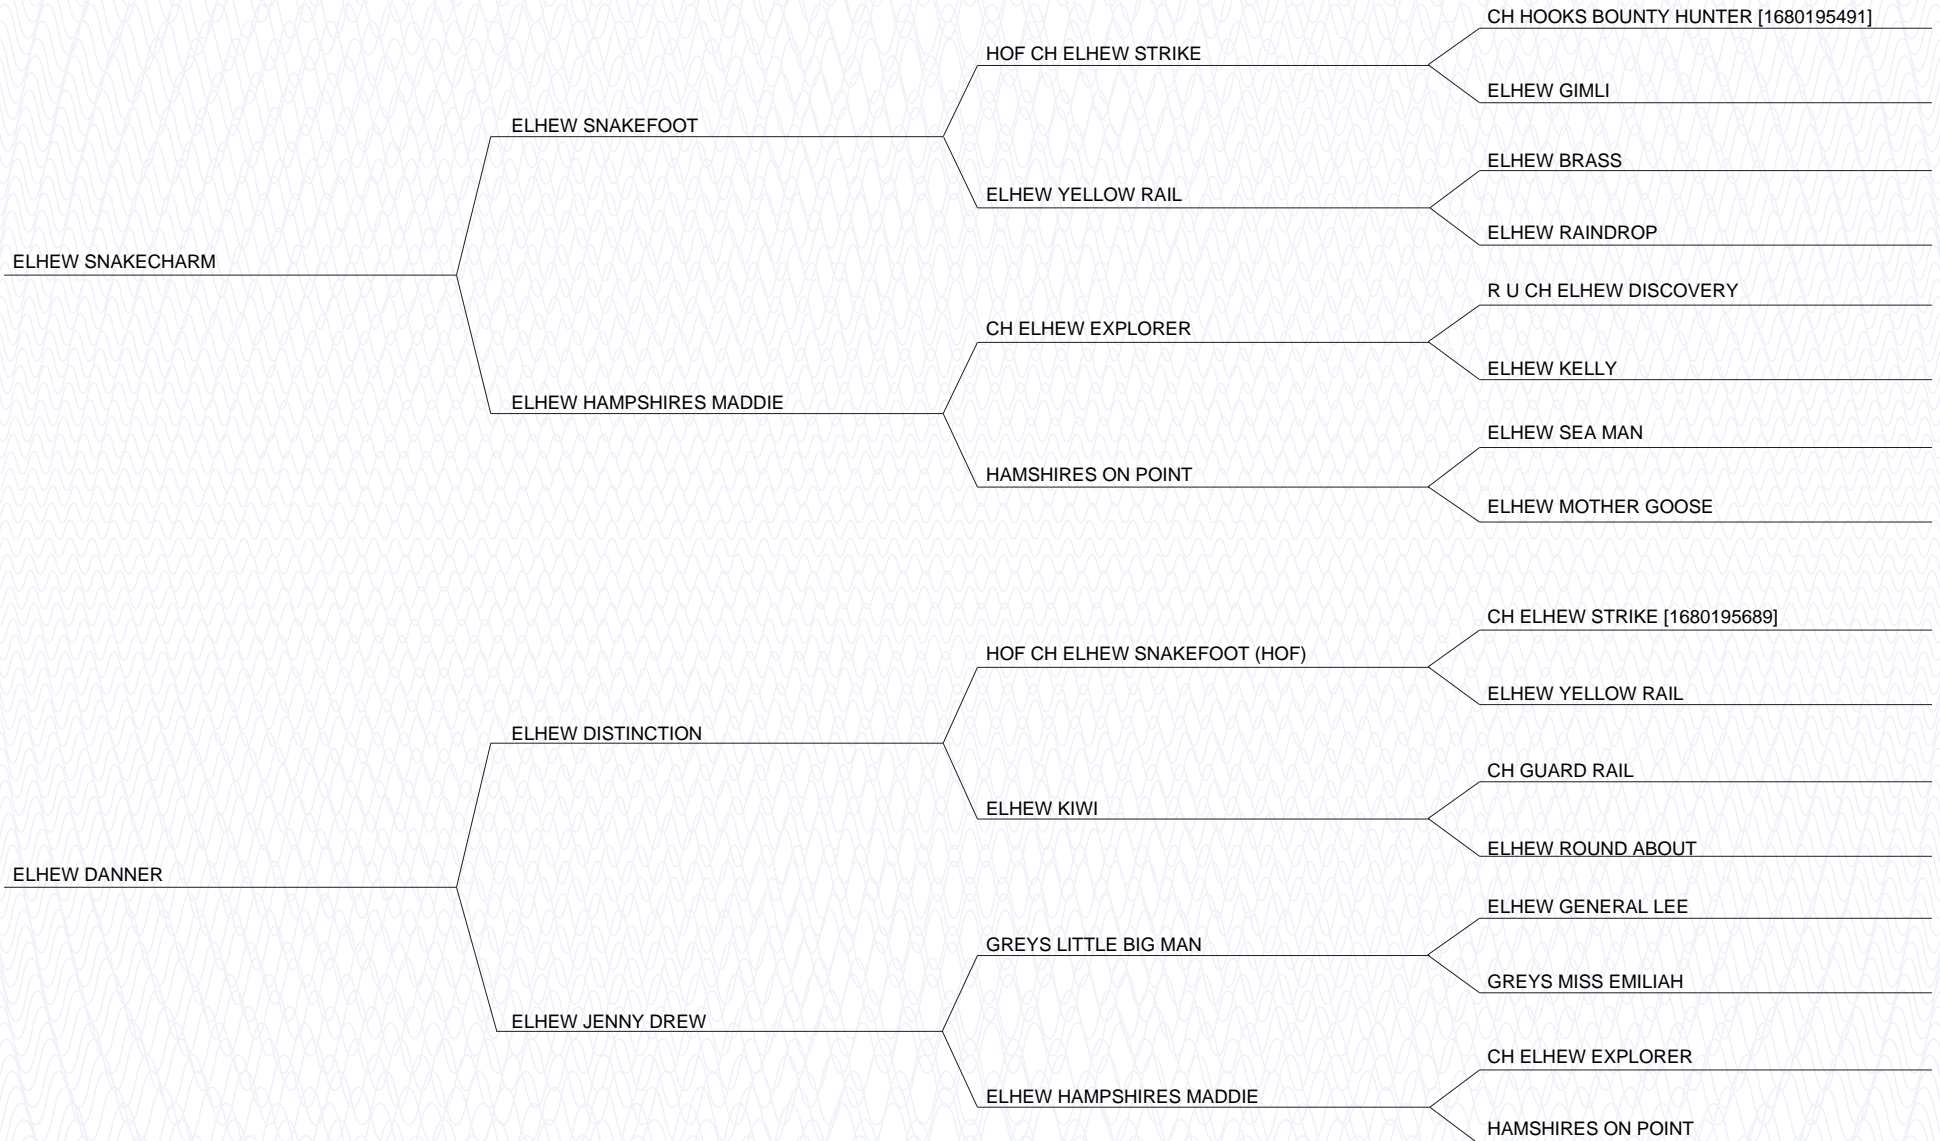 CH HOOKS BOUNTY HUNTER [1680195491]
HOF CH ELHEW STRIKE
ELHEW GIMLI
ELHEW SNAKEFOOT
ELHEW BRASS
ELHEW YELLOW RAIL
ELHEW RAINDROP
ELHEW SNAKECHARM
R U CH ELHEW DISCOVERY
CH ELHEW EXPLORER
ELHEW KELLY
ELHEW HAMPSHIRES MADDIE
ELHEW SEA MAN
HAMSHIRES ON POINT
ELHEW MOTHER GOOSE
CH ELHEW STRIKE [1680195689]
HOF CH ELHEW SNAKEFOOT (HOF)
ELHEW YELLOW RAIL
ELHEW DISTINCTION
CH GUARD RAIL
ELHEW KIWI
ELHEW ROUND ABOUT
ELHEW DANNER
ELHEW GENERAL LEE
GREYS LITTLE BIG MAN
GREYS MISS EMILIAH
ELHEW JENNY DREW
CH ELHEW EXPLORER
ELHEW HAMPSHIRES MADDIE
HAMSHIRES ON POINT